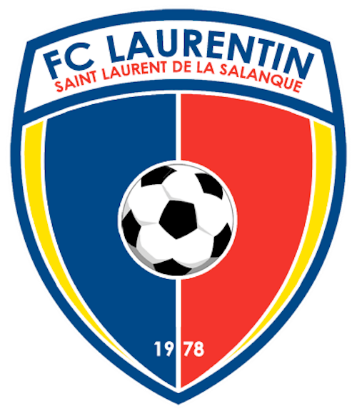 FC LAURENTIN
SAINT LAURENT DE LA SALANQUE
1978